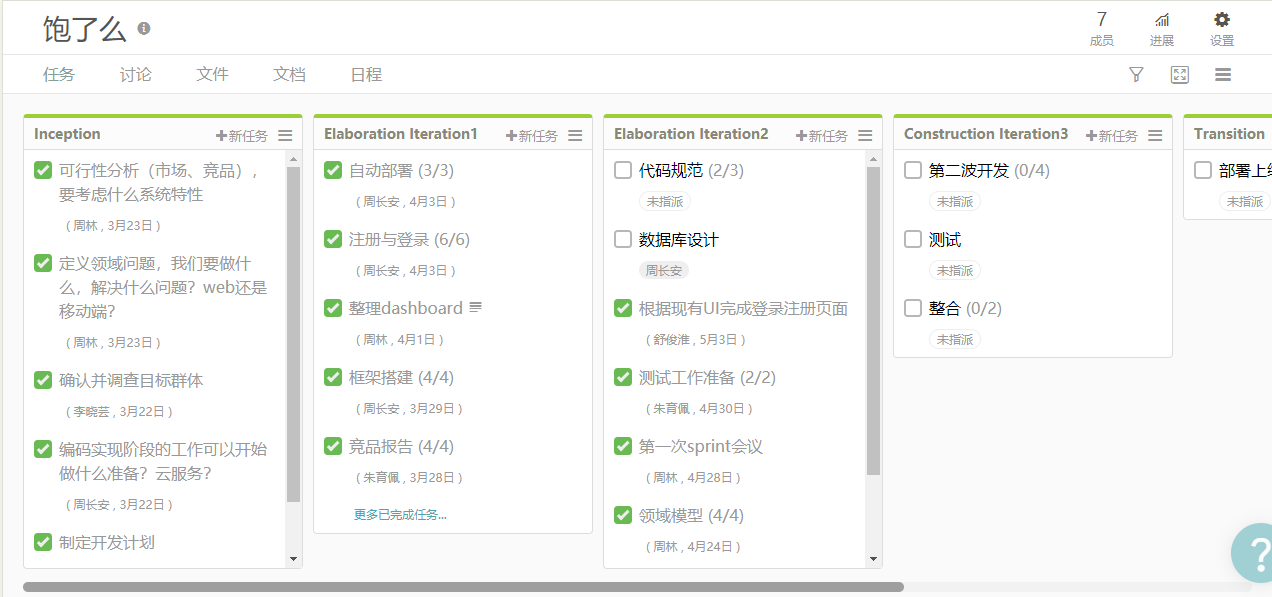 饱了么
7
成员
进展
设置
任务
讨论
文件
文档
日程
Inception
新任务
可行性分析（市场、竞品），
要考虑什么系统特性
（ 周林 , 3月23日 ）
定义领域问题，我们要做什
么，解决什么问题？web还是
移动端？
（ 周林 , 3月23日 ）
确认并调查目标群体
（ 李晓芸 , 3月22日 ）
编码实现阶段的工作可以开始
做什么准备？云服务？
（ 周长安 , 3月22日 ）
制定开发计划
Elaboration Iteration1
新任务
自动部署 (3/3)
（ 周长安 , 4月3日 ）
注册与登录 (6/6)
（ 周长安 , 4月3日 ）
整理dashboard
（ 周林 , 4月1日 ）
框架搭建 (4/4)
（ 周长安 , 3月29日 ）
竞品报告 (4/4)
（ 朱育佩 , 3月28日 ）
更多已完成任务...
Elaboration Iteration2
新任务
代码规范 (2/3)
未指派
数据库设计
周长安
根据现有UI完成登录注册页面
（ 舒俊淮 , 5月3日 ）
测试工作准备 (2/2)
（ 朱育佩 , 4月30日 ）
第一次sprint会议
（ 周林 , 4月28日 ）
领域模型 (4/4)
（ 周林 , 4月24日 ）
Construction Iteration3
新任务
第二波开发 (0/4)
未指派
测试
未指派
整合 (0/2)
未指派
Transition
部署上
未指派
?